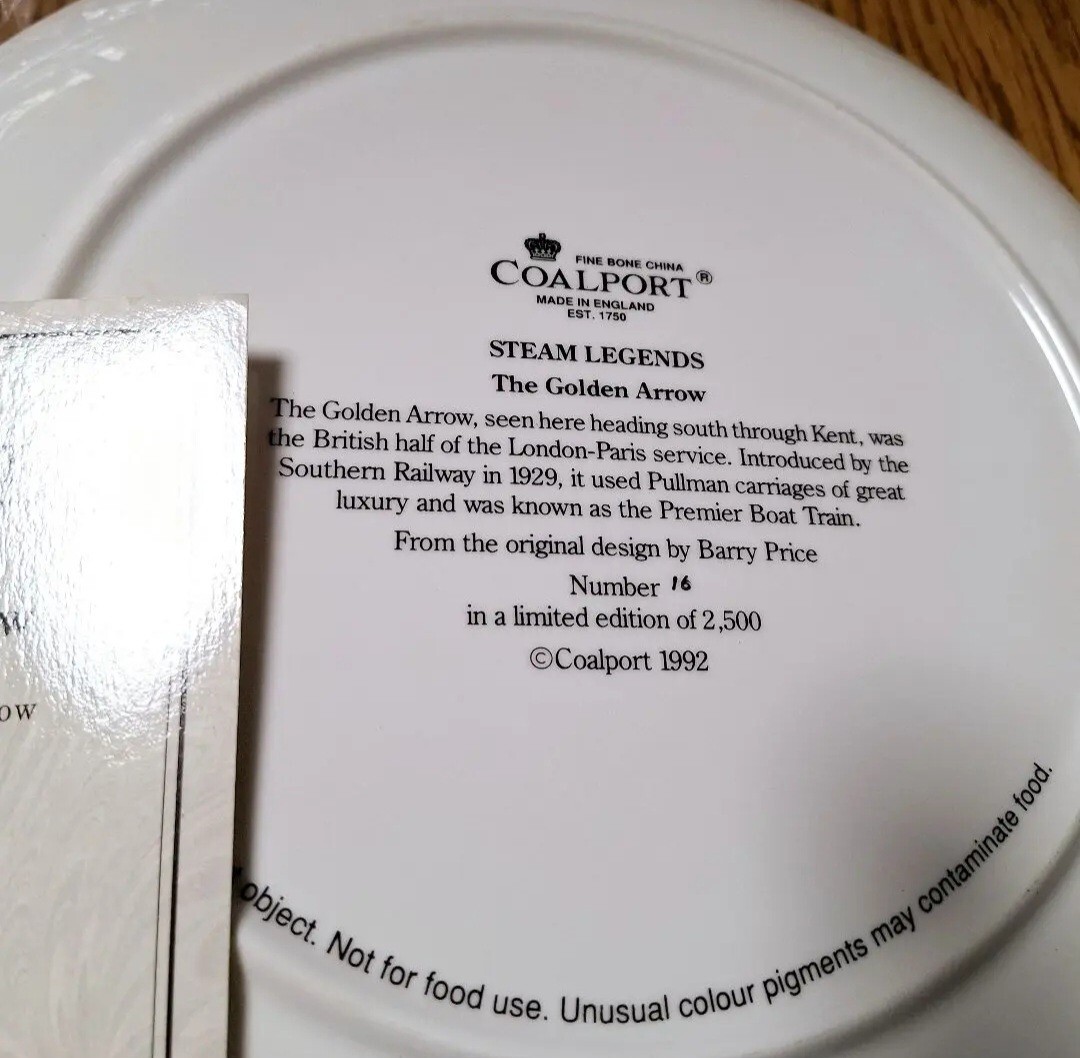 FINE BONE CHINA
COALPORT®
MADE IN ENGLAND
EST. 1750
STEAM LEGENDS
The Golden Arrow
The Golden Arrow, seen here heading south through Kent, was
the British half of the London-Paris service. Introduced by the
Southern Railway in 1929, it used Pullman carriages of great
luxury and was known as the Premier Boat Train.
From the original design by Barry Price
Number 16
in a limited edition of 2,500
©Coalport 1992
object. Not for food use. Unusual colour pigments may contaminate food.